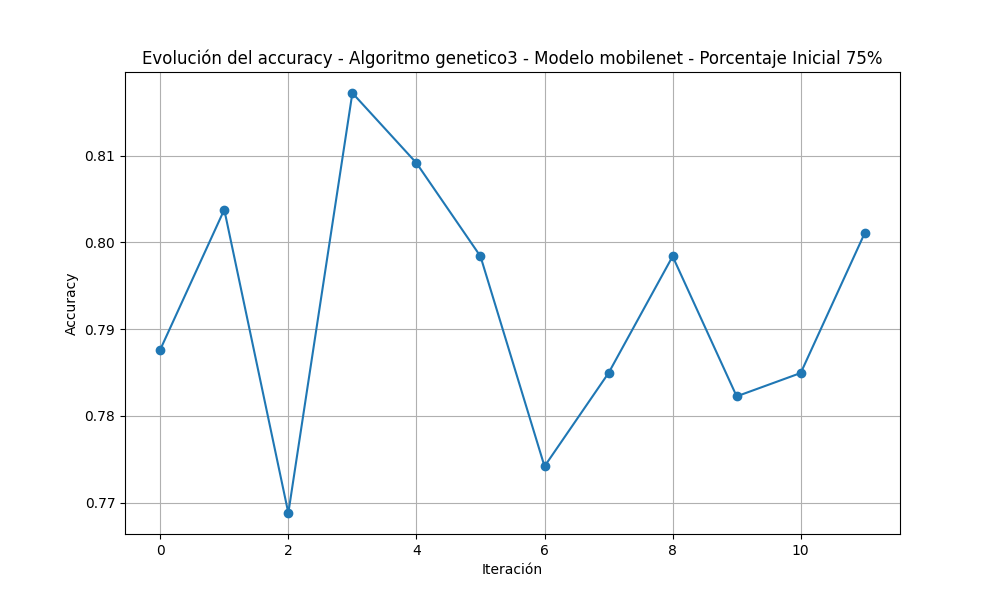 Evolución del accuracy - Algoritmo genetico3 - Modelo mobilenet - Porcentaje Inicial 75%
Accuracy
0.81
0.80
0.79
0.78
0.77
0 2 4 6 8 10
Iteración